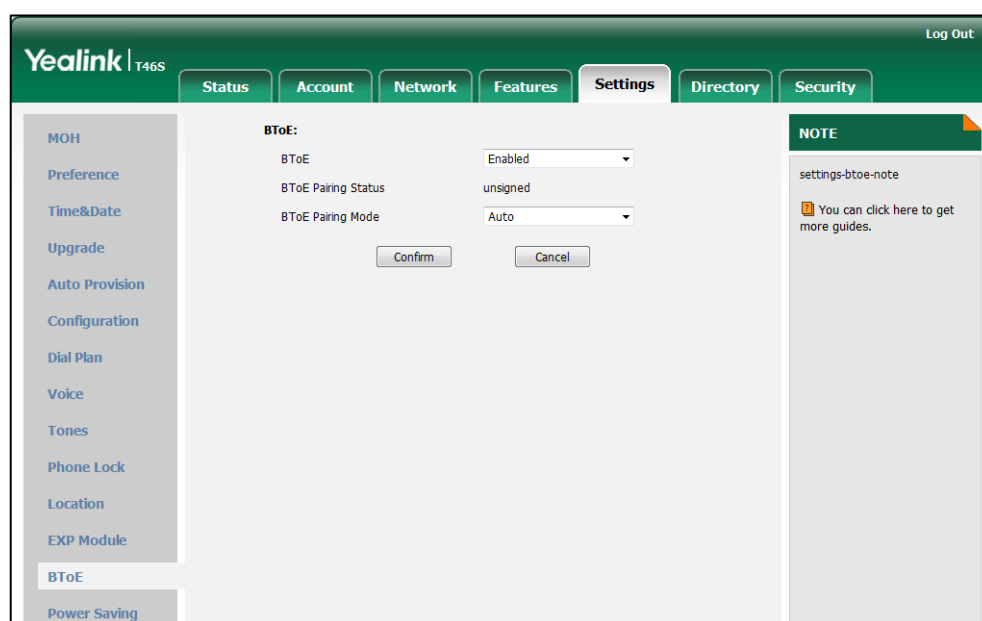 Log Out
Yealink | T46S
Status Account Network Features Settings Directory Security
MOH
Preference
Time&Date
Upgrade
Auto Provision
Configuration
Dial Plan
Voice
Tones
Phone Lock
Location
EXP Module
BToE
Power Saving
BToE:
BToE Enabled
BToE Pairing Status unsigned
BToE Pairing Mode Auto
Confirm Cancel
NOTE
settings-btoe-note
? You can click here to get
more guides.